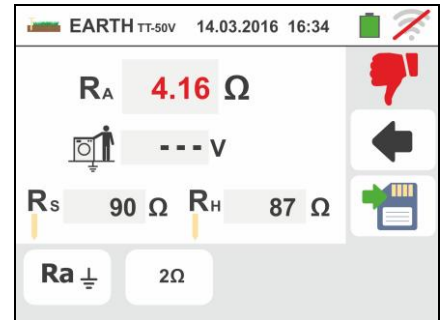 EARTH TT-50V 14.03.2016 16:34
RA 4.16 Ω
- - - V
RS 90 Ω RH 87 Ω
Ra 2Ω